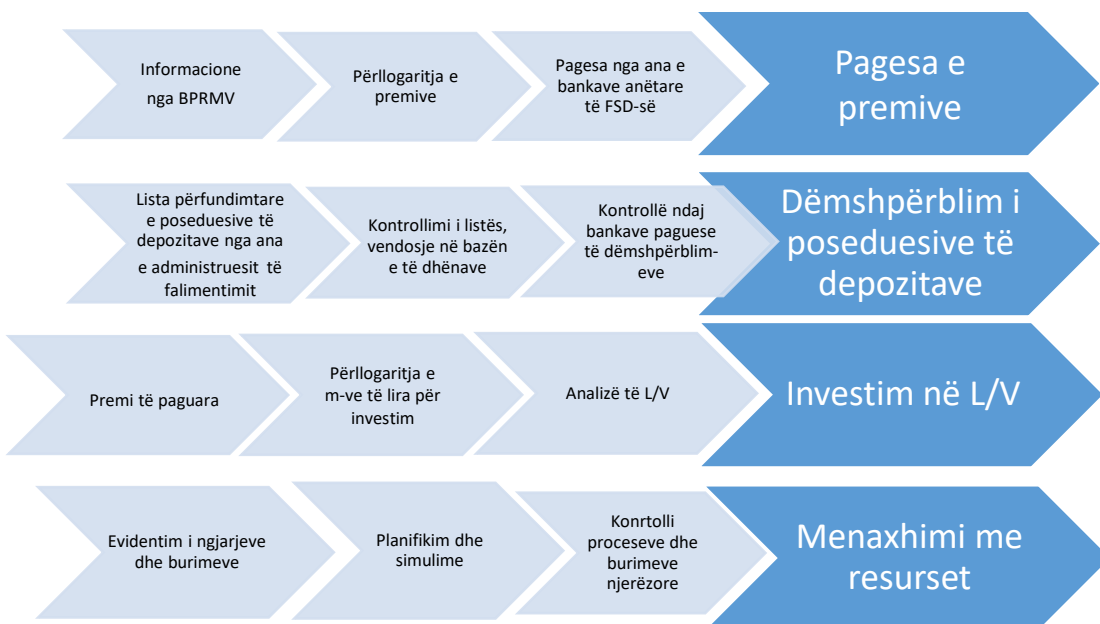 Informacione
nga BPRMV
Përllogaritja e
premive
Pagesa nga ana e
bankave anëtare
të FSD-së
Pagesa e
premive
Lista përfundimtare
e poseduesive të
depozitave nga ana
e administruesit të
falimentimit
Kontrollimi i listës,
vendosje në bazën
e të dhënave
Kontrollë ndaj
bankave paguese
të dëmshpërblim-
eve
Dëmshpërblim i
poseduesive të
depozitave
Premi të paguara
Përllogaritja e
m-ve të lira për
investim
Analizë të L/V
Investim në L/V
Evidentim i ngjarjeve
dhe burimeve
Planifikim dhe
simulime
Konrtolli
proceseve dhe
burimeve
njerëzore
Menaxhimi me
resurset